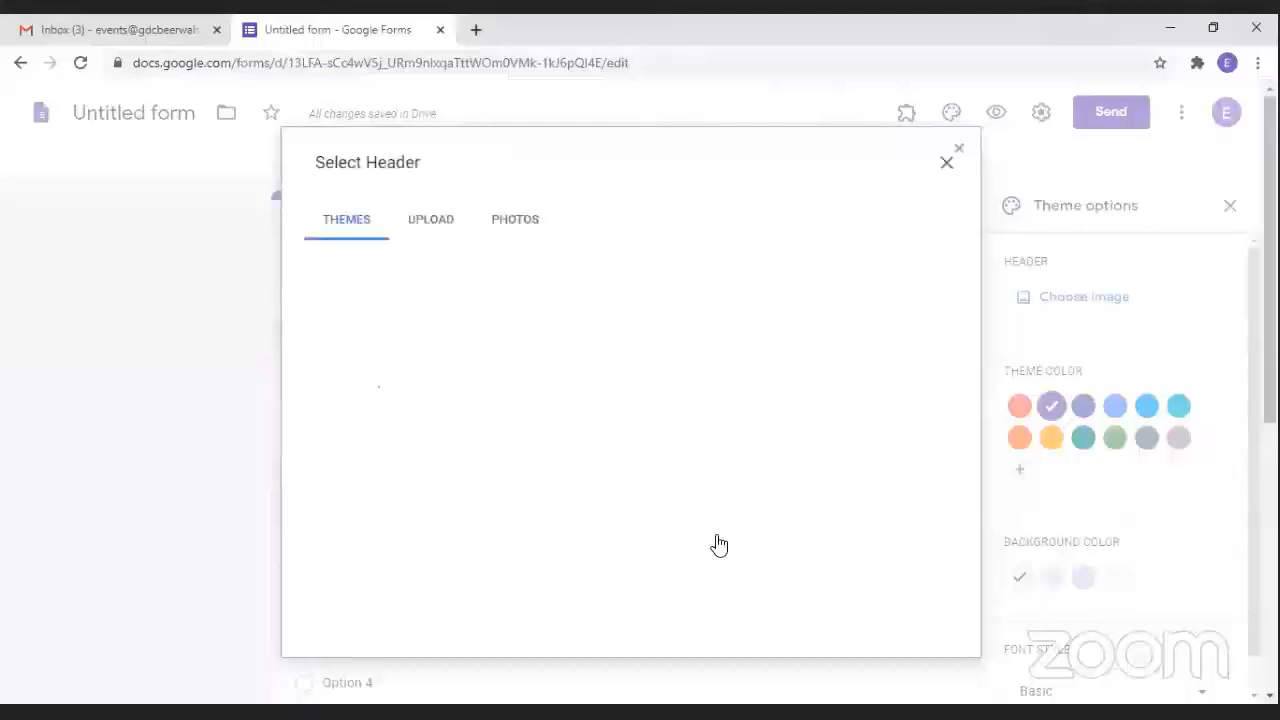 Inbox (3) - events@gdcbeerwah
Untitled form - Google Forms
docs.google.com/forms/d/13LFA-sCc4wV5j_URm9nlxqaTttWOm0VMk-1kJ6pQI4E/edit
E
Untitled form
All changes saved in Drive
Send
E
Select Header
THEMES UPLOAD PHOTOS
Theme options
HEADER
Choose image
THEME COLOR
BACKGROUND COLOR
FONT STYLE
Basic
Option 4
zoom